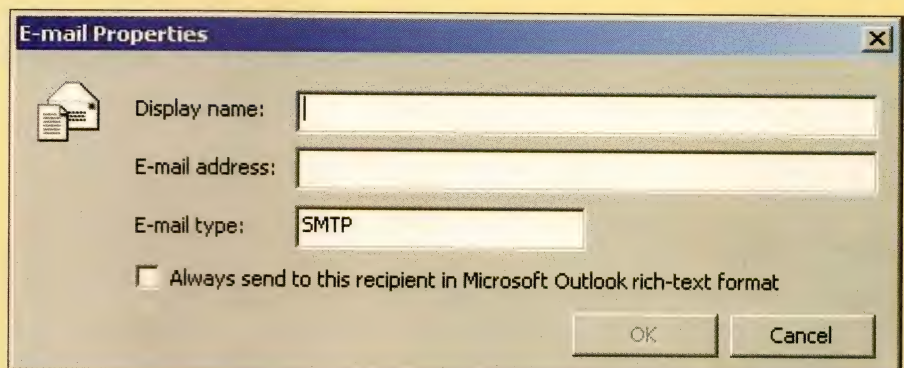 E-mail Properties
Display name:
E-mail address:
E-mail type: SMTP
Always send to this recipient in Microsoft Outlook rich-text format
OK Cancel